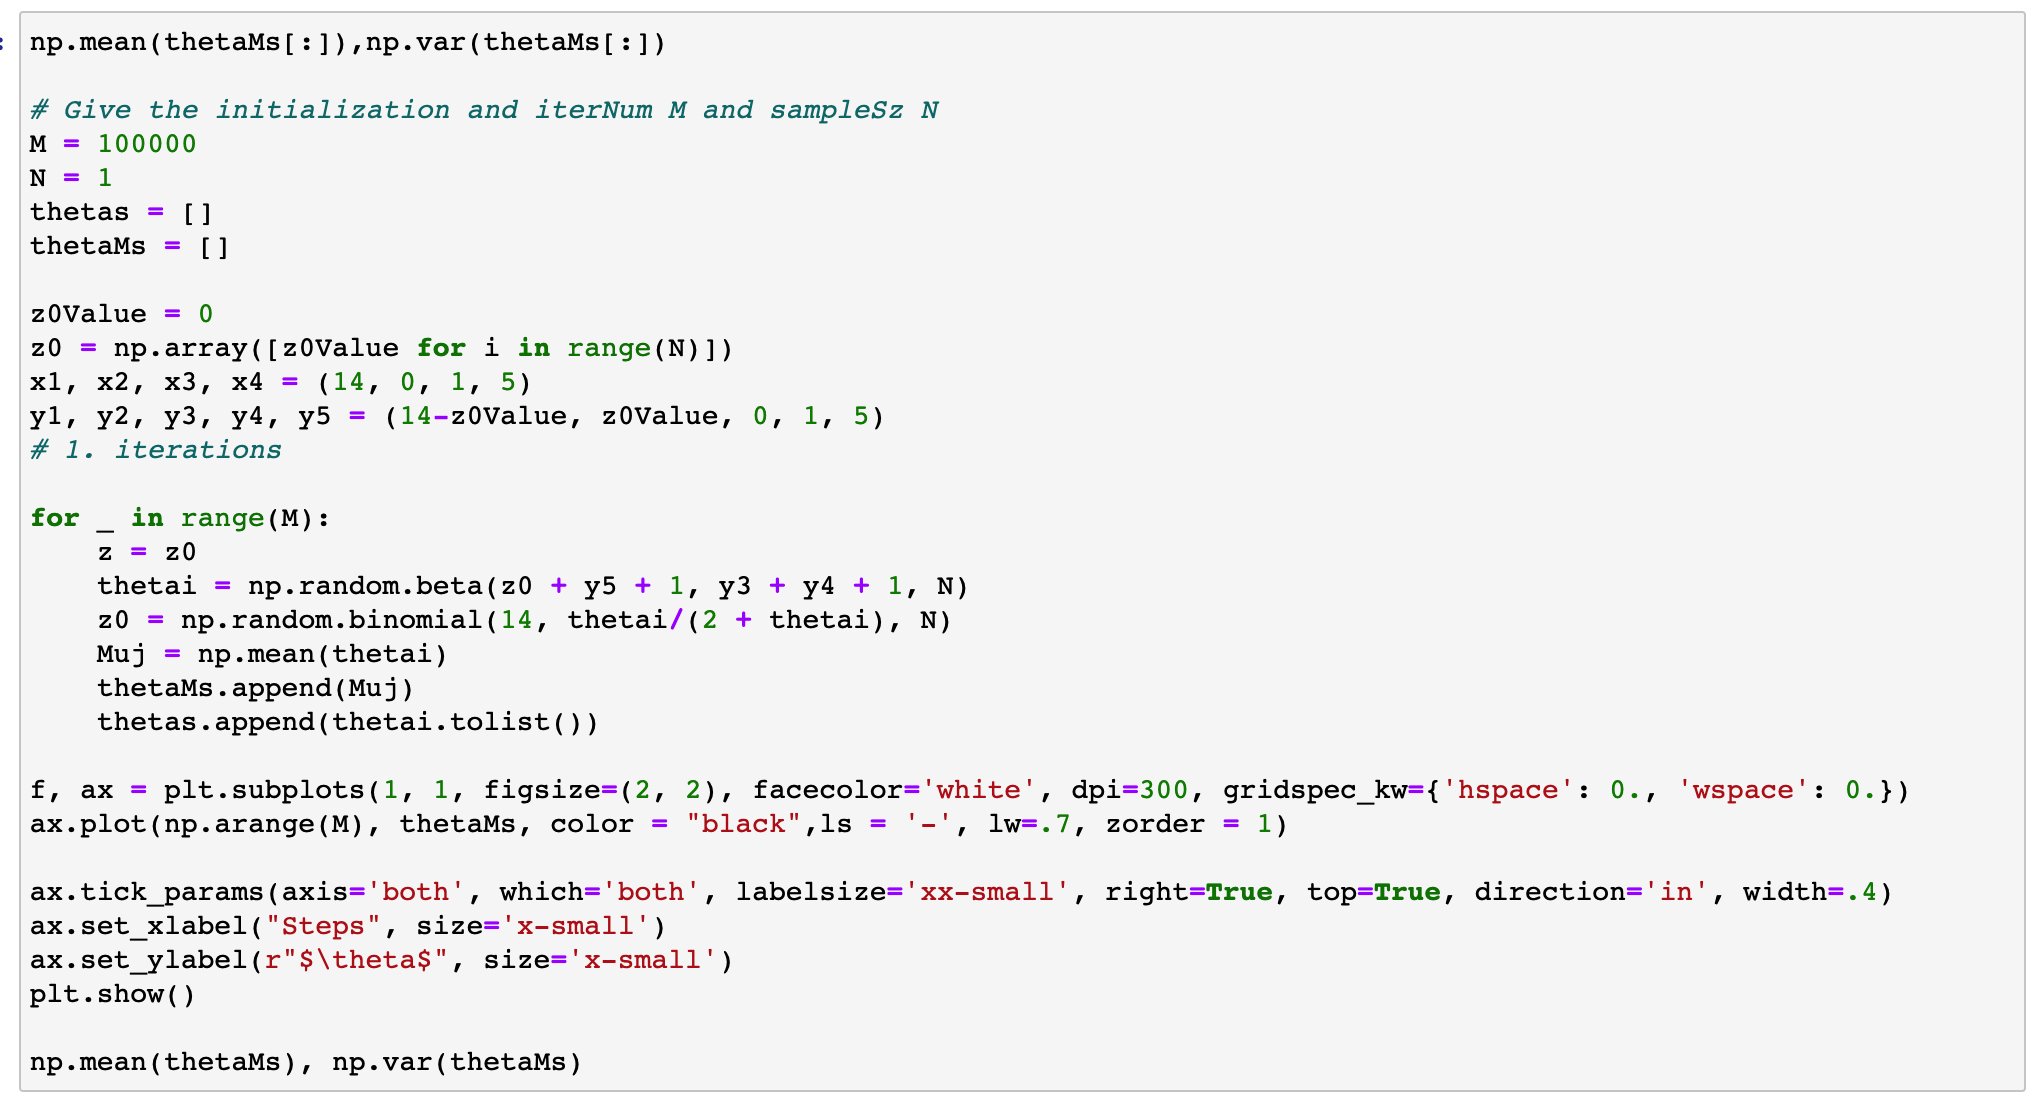 np.mean(thetaMs[:]),np.var(thetaMs[:])
# Give the initialization and iterNum M and sampleSz N
M = 100000
N = 1
thetas = []
thetaMs = []
z0Value = 0
z0 = np.array([z0Value for i in range(N)])
x1, x2, x3, x4 = (14, 0, 1, 5)
y1, y2, y3, y4, y5 = (14-z0Value, z0Value, 0, 1, 5)
# 1. iterations
for _ in range(M):
    z = z0
    thetai = np.random.beta(z0 + y5 + 1, y3 + y4 + 1, N)
    z0 = np.random.binomial(14, thetai/(2 + thetai), N)
    Muj = np.mean(thetai)
    thetaMs.append(Muj)
    thetas.append(thetai.tolist())
f, ax = plt.subplots(1, 1, figsize=(2, 2), facecolor='white', dpi=300, gridspec_kw={'hspace': 0., 'wspace': 0.})
ax.plot(np.arange(M), thetaMs, color = "black",ls = '-', lw=.7, zorder = 1)
ax.tick_params(axis='both', which='both', labelsize='xx-small', right=True, top=True, direction='in', width=.4)
ax.set_xlabel("Steps", size='x-small')
ax.set_ylabel(r"$\theta$", size='x-small')
plt.show()
np.mean(thetaMs), np.var(thetaMs)